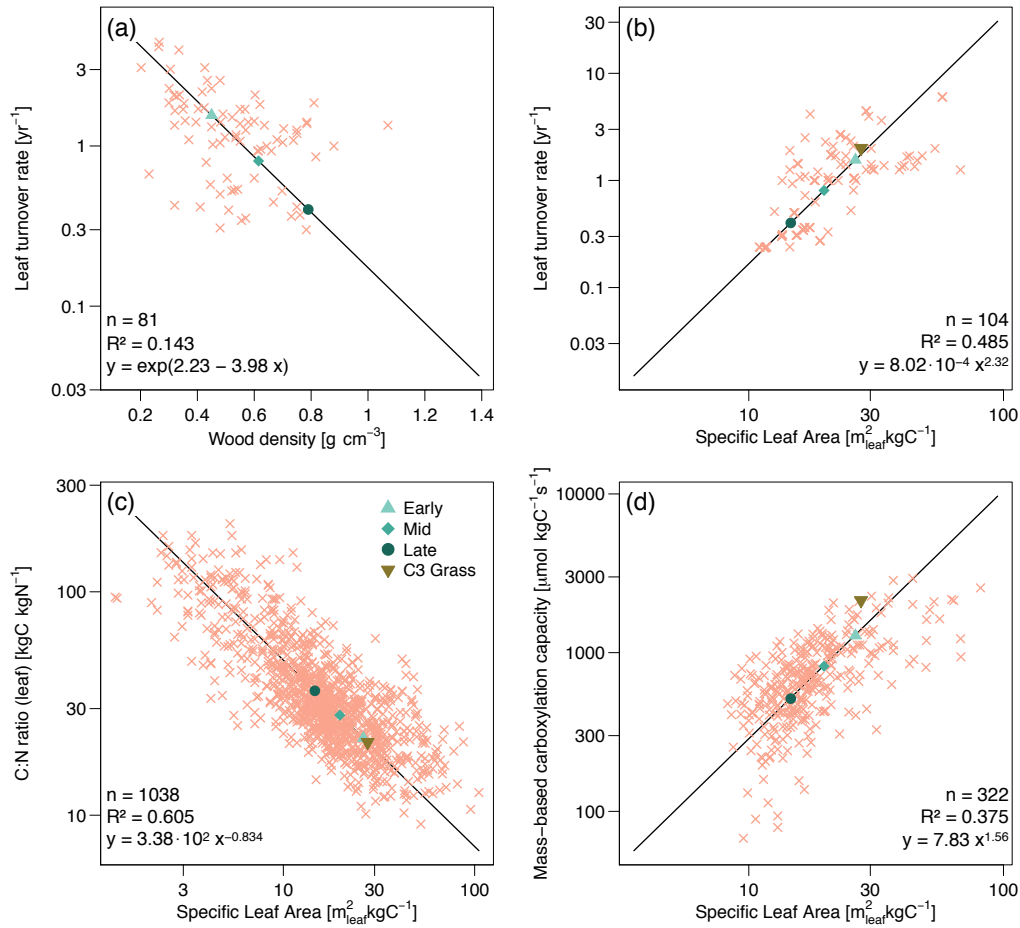 (a)
Leaf turnover rate [yr⁻¹]
3
1
0.3
0.1
0.03
n = 81
R² = 0.143
y = exp(2.23 − 3.98 x)
0.2 0.4 0.6 0.8 1 1.2 1.4
Wood density [g cm⁻³]
(b)
Leaf turnover rate [yr⁻¹]
30
10
3
1
0.3
0.1
0.03
n = 104
R² = 0.485
y = 8.02·10⁻⁴ x^2.32
10 30 100
Specific Leaf Area [m²leaf kgC⁻¹]
(c)
C:N ratio (leaf) [kgC kgN⁻¹]
300
100
30
10
Early
Mid
Late
C3 Grass
n = 1038
R² = 0.605
y = 3.38·10² x^−0.834
3 10 30 100
Specific Leaf Area [m²leaf kgC⁻¹]
(d)
Mass−based carboxylation capacity [μmol kgC⁻¹s⁻¹]
10000
3000
1000
300
100
n = 322
R² = 0.375
y = 7.83 x^1.56
10 30 100
Specific Leaf Area [m²leaf kgC⁻¹]